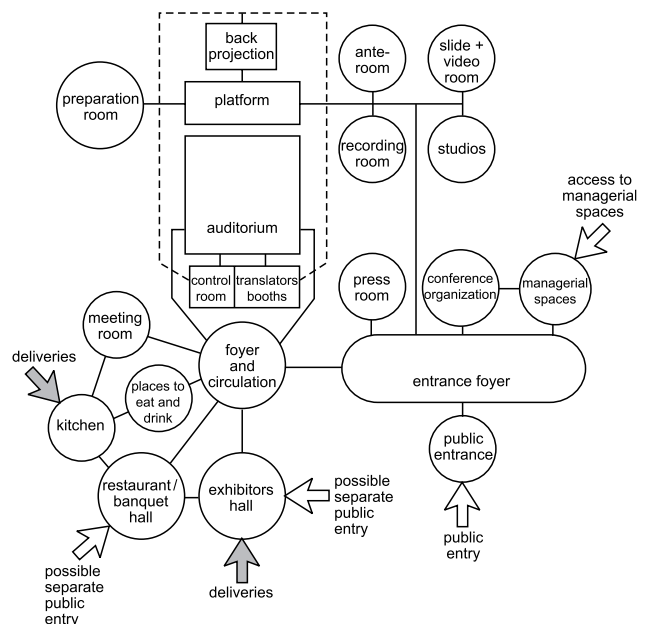 back
projection
ante-
room
slide +
video
room
preparation
room
platform
recording
room
studios
access to
managerial
spaces
auditorium
control
room
translators
booths
press
room
conference
organization
managerial
spaces
meeting
room
foyer
and
circulation
deliveries
entrance foyer
places to
eat and
drink
kitchen
public
entrance
restaurant/
banquet
hall
exhibitors
hall
possible
separate
public
entry
public
entry
possible
separate
public
entry
deliveries